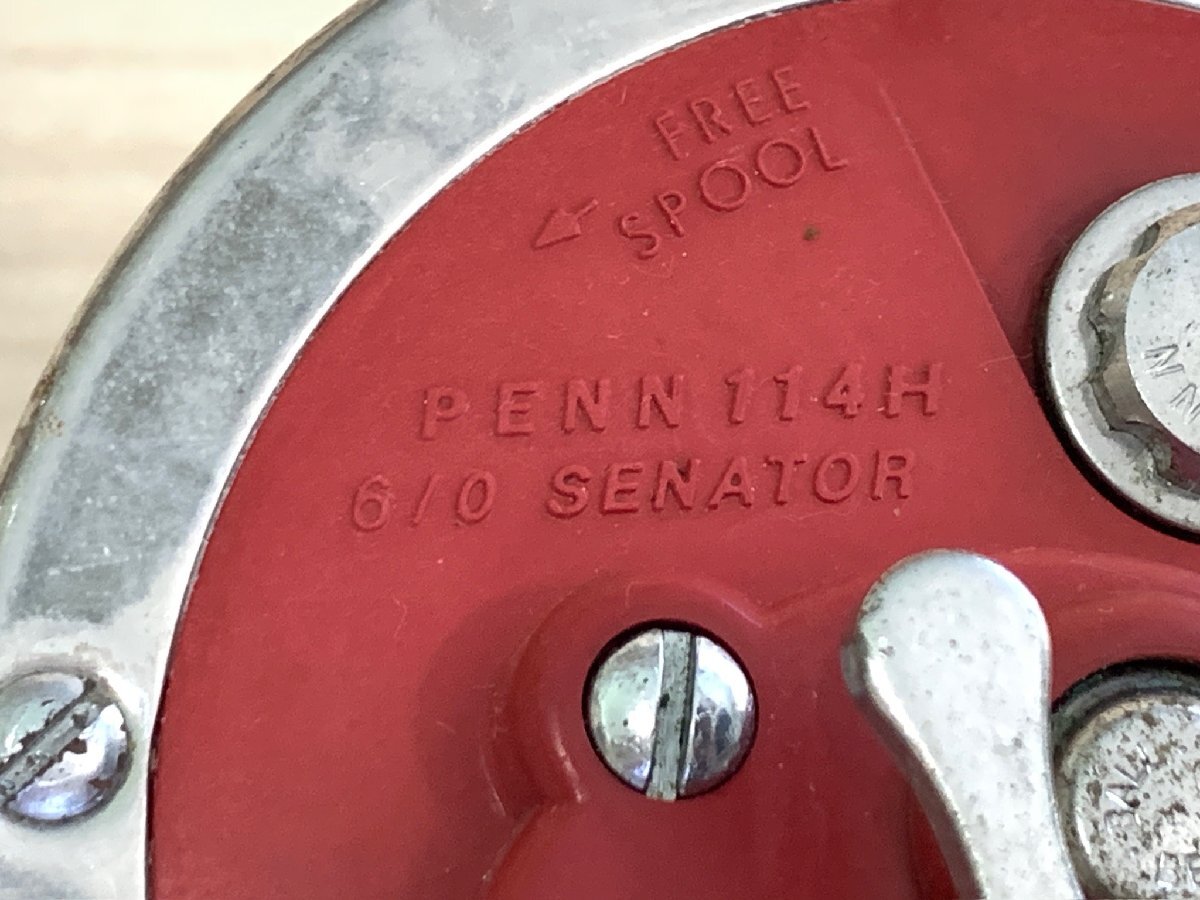 FREE
SPOOL
PENN 114H
6/0 SENATOR